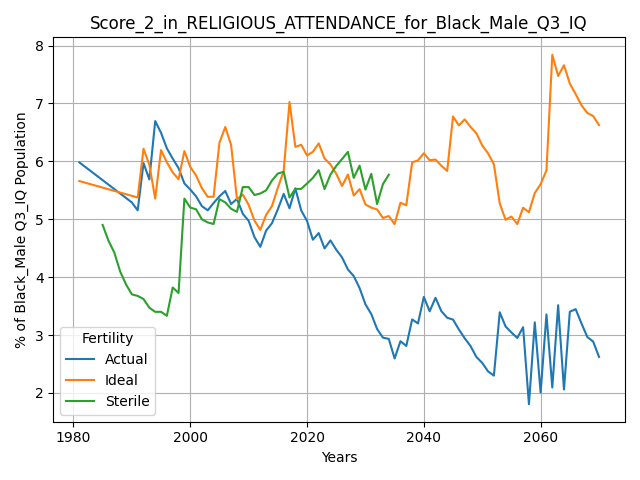 Score_2_in_RELIGIOUS_ATTENDANCE_for_Black_Male_Q3_IQ
% of Black_Male Q3_IQ Population
8
7
6
5
4
3
2
Fertility
Actual
Ideal
Sterile
1980 2000 2020 2040 2060
Years